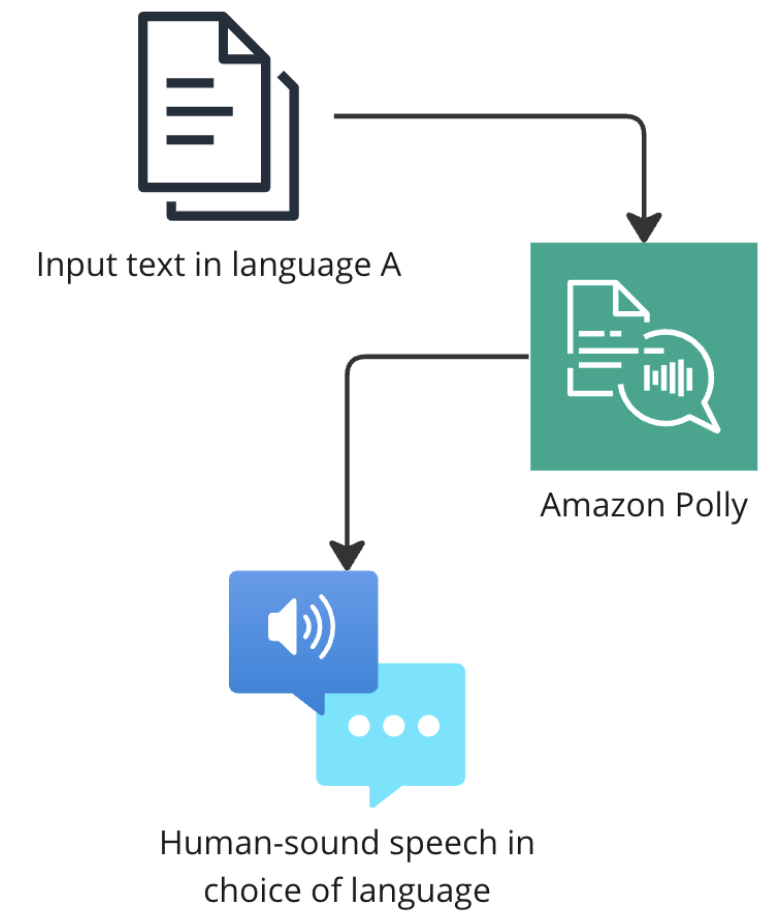 Input text in language A
Amazon Polly
Human-sound speech in
choice of language